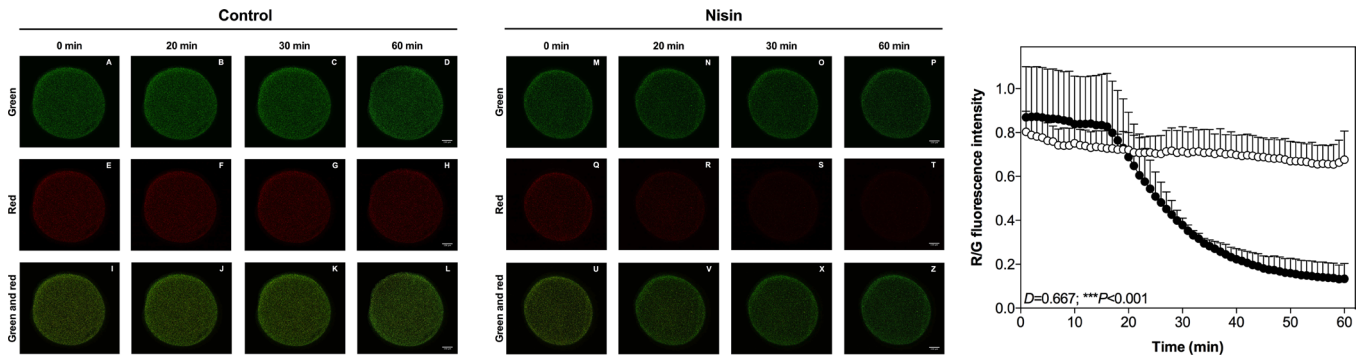 Control
0 min 20 min 30 min 60 min
Green A B C D
Red E F G H
Green and red I J K L
Nisin
0 min 20 min 30 min 60 min
Green M N O P
Red Q R S T
Green and red U V X Z
R/G fluorescence intensity
1.0
0.8
0.6
0.4
0.2
0.0
D=0.667; ***P<0.001
0 10 20 30 40 50 60
Time (min)